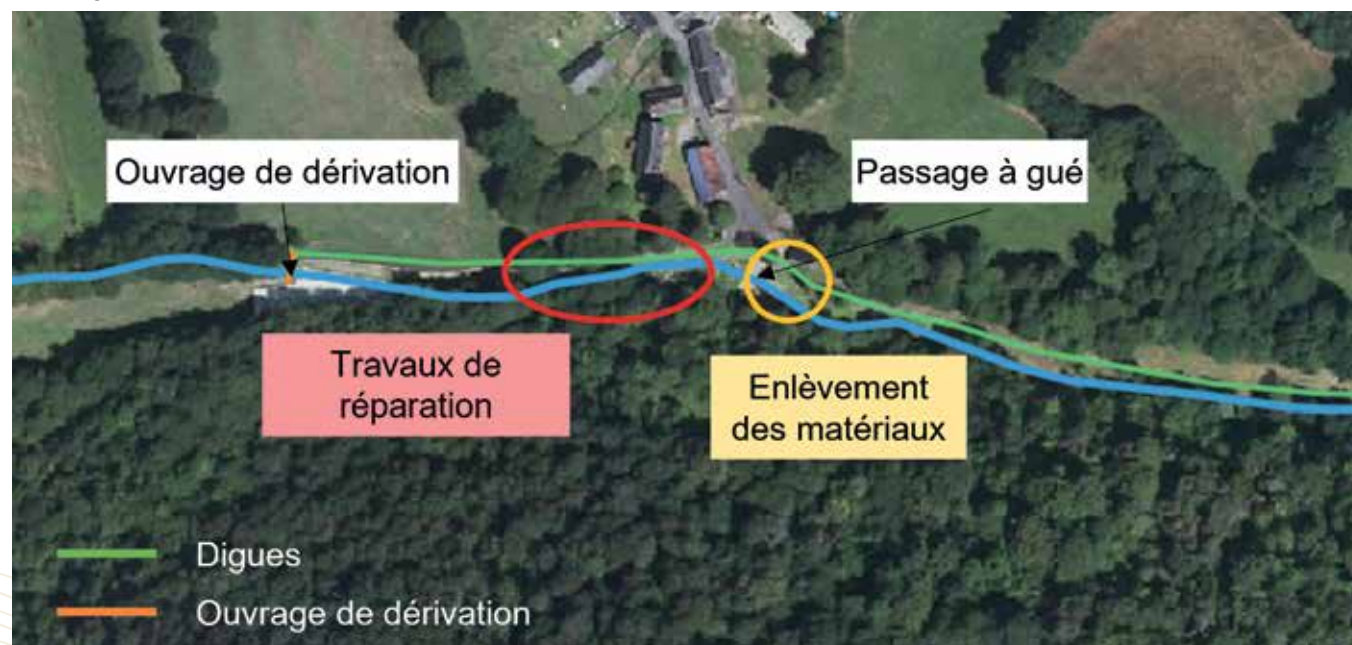 Ouvrage de dérivation
Passage à gué
Travaux de
réparation
Enlèvement
des matériaux
Digues
Ouvrage de dérivation